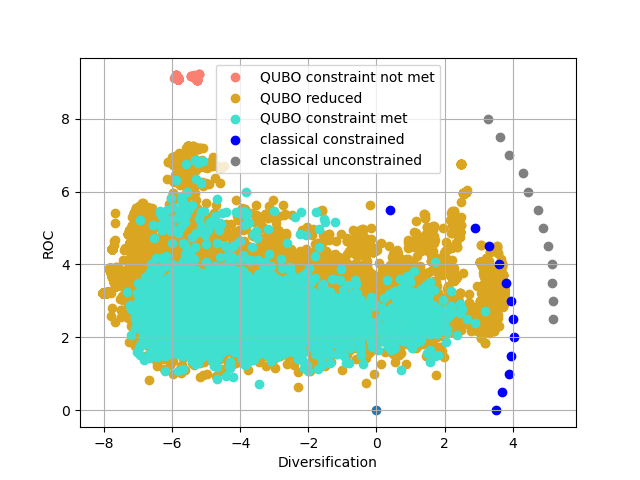 QUBO constraint not met
QUBO reduced
QUBO constraint met
classical constrained
classical unconstrained
ROC
8
6
4
2
0
−8
−6
−4
−2
0
2
4
Diversification